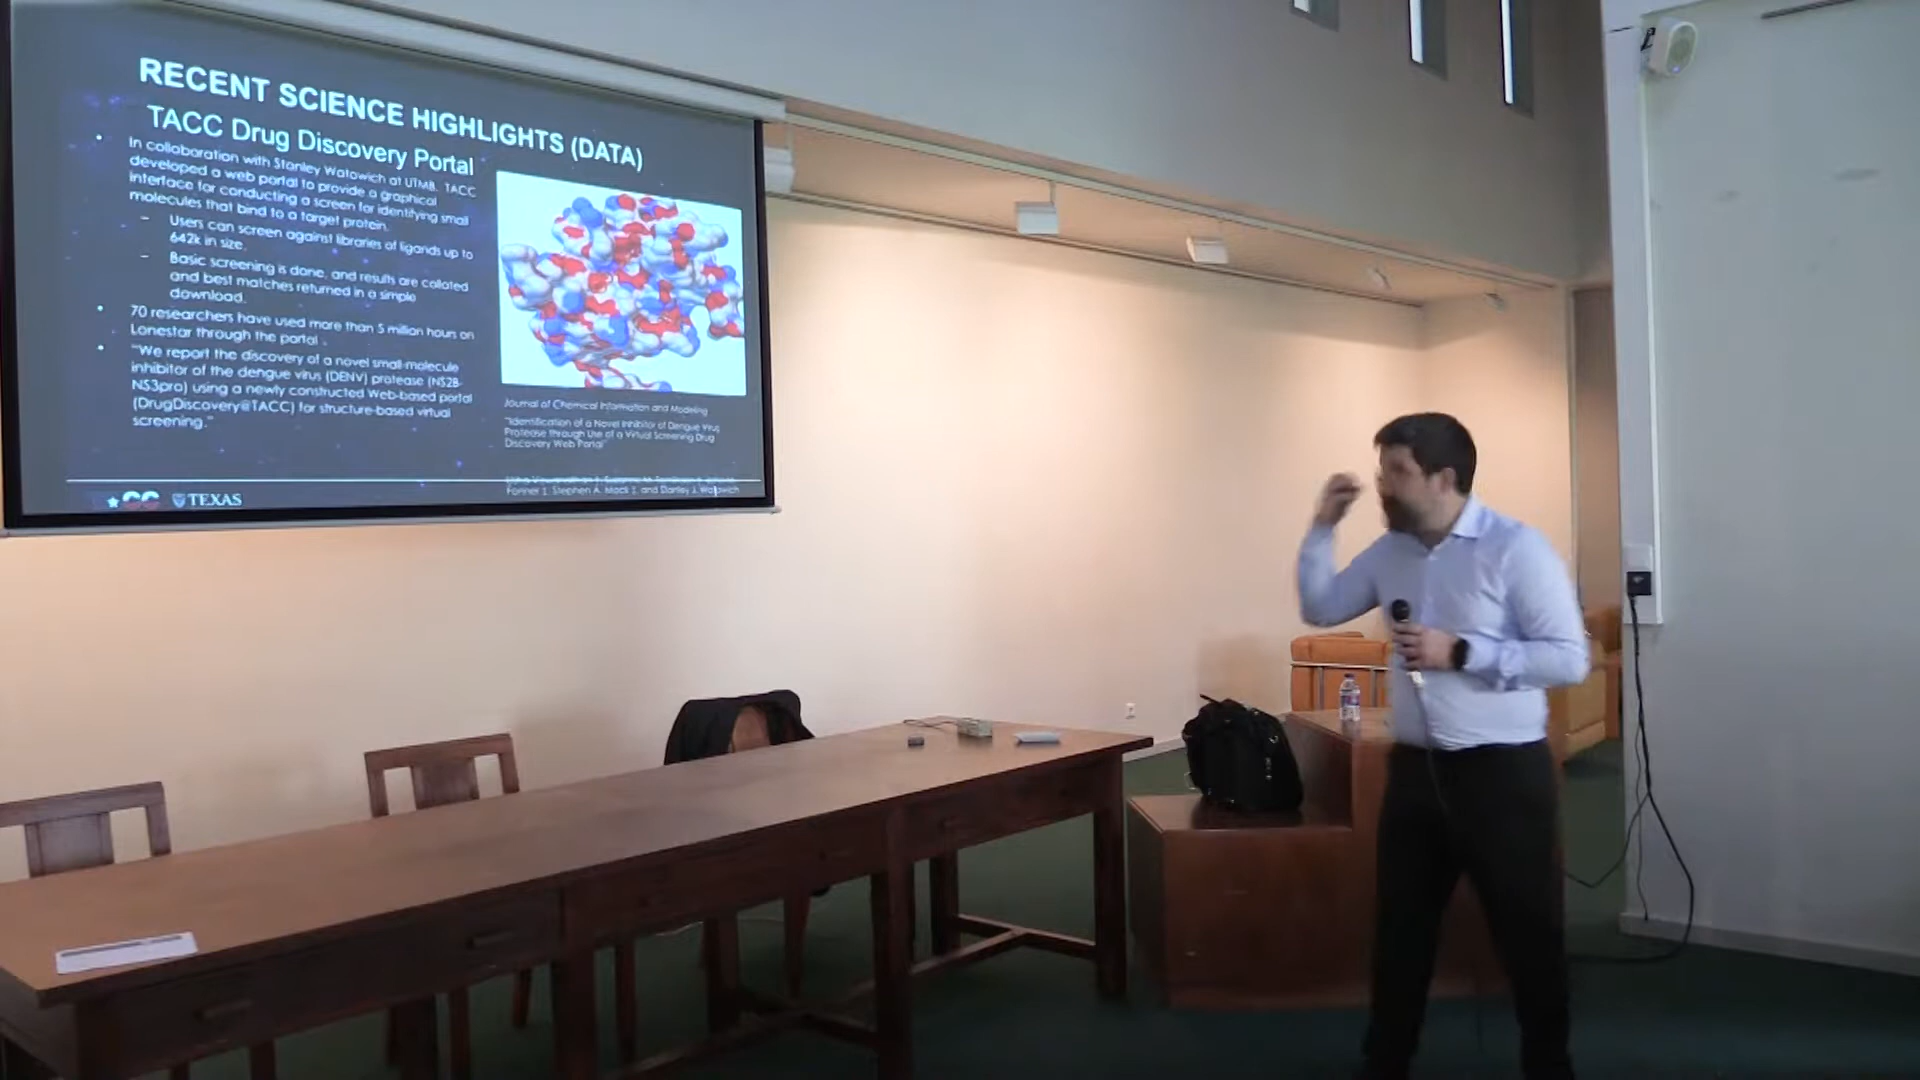 RECENT SCIENCE HIGHLIGHTS (DATA)
TACC Drug Discovery Portal
• In collaboration with Stanley Watowich at UTMB, TACC
developed a web portal to provide a graphical
interface for conducting a screen for identifying small
molecules that bind to a target protein.
– Users can screen against libraries of ligands up to
642k in size.
– Basic screening is done, and results are collated
and best matches returned in a simple
download.
• 70 researchers have used more than 5 million hours on
Lonestar through the portal .
• "We report the discovery of a novel small-molecule
inhibitor of the dengue virus (DENV) protease (NS2B-
NS3pro) using a newly constructed Web-based portal
(DrugDiscovery@TACC) for structure-based virtual
screening."
Journal of Chemical Information and Modeling
"Identification of a Novel Inhibitor of Dengue Virus
Protease through Use of a Virtual Screening Drug
Discovery Web Portal"
Stephen A. and Watowich
TEXAS